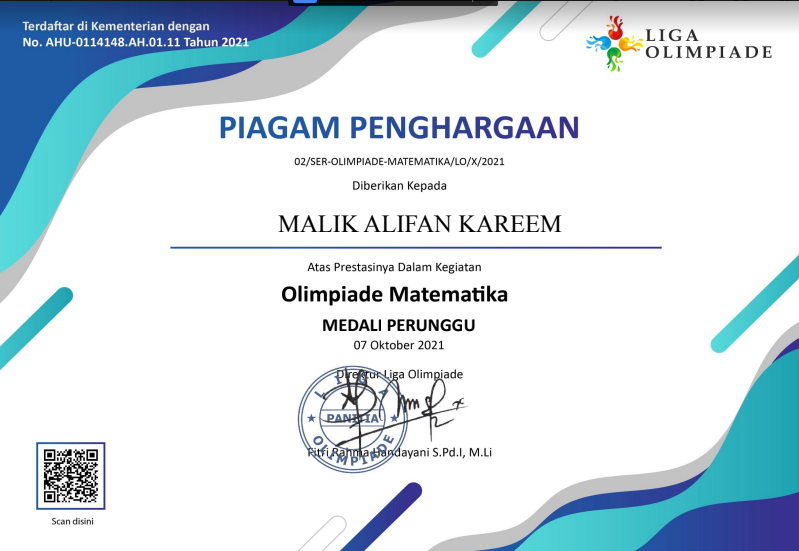 Terdaftar di Kementerian dengan
No. AHU-0114148.AH.01.11 Tahun 2021
LIGA
OLIMPIADE
PIAGAM PENGHARGAAN
02/SER-OLIMPIADE-MATEMATIKA/LO/X/2021
Diberikan Kepada
MALIK ALIFAN KAREEM
Atas Prestasinya Dalam Kegiatan
Olimpiade Matematika
MEDALI PERUNGGU
07 Oktober 2021
Direktur Liga Olimpiade
LIGA
PANITIA
OLIMPIADE
Fitri Rahma Handayani S.Pd.I, M.Li
Scan disini